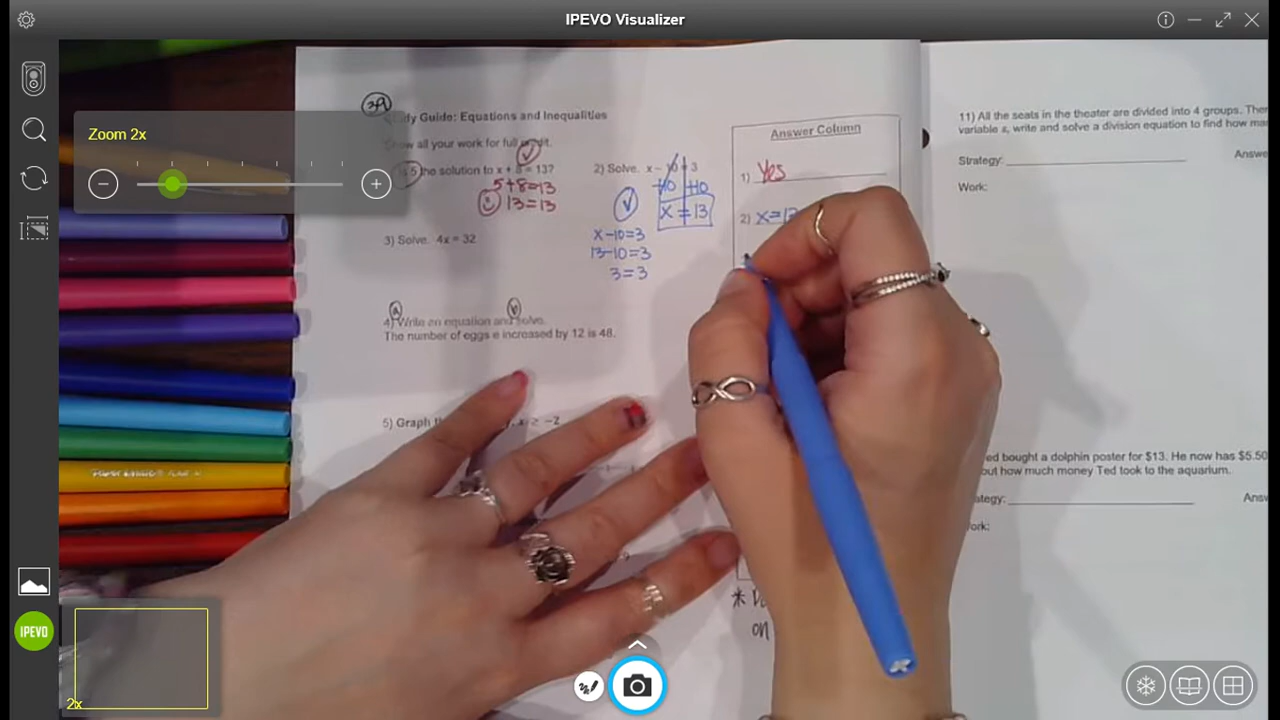 IPEVO Visualizer
Zoom 2x
39
Study Guide: Equations and Inequalities
Show all your work for full
the solution to x + 8 = 13?
5+8=13
13=13
2) Solve. x – 10 = 3
+10 +10
x = 13
x-10=3
13-10=3
3=3
3) Solve. 4x = 32
a b
4) Write an equation and solve.
The number of eggs e increased by 12 is 48.
5) Graph x ≥ -2
Answer Column
1) Yes
2) x=13
on
11) All the seats in the theater are divided into 4 groups.
variable s, write and solve a division equation to find how
Strategy:
Work:
ed bought a dolphin poster for $13. He now has $5.50
out how much money Ted took to the aquarium.
ategy:
ork:
IPEVO
2x